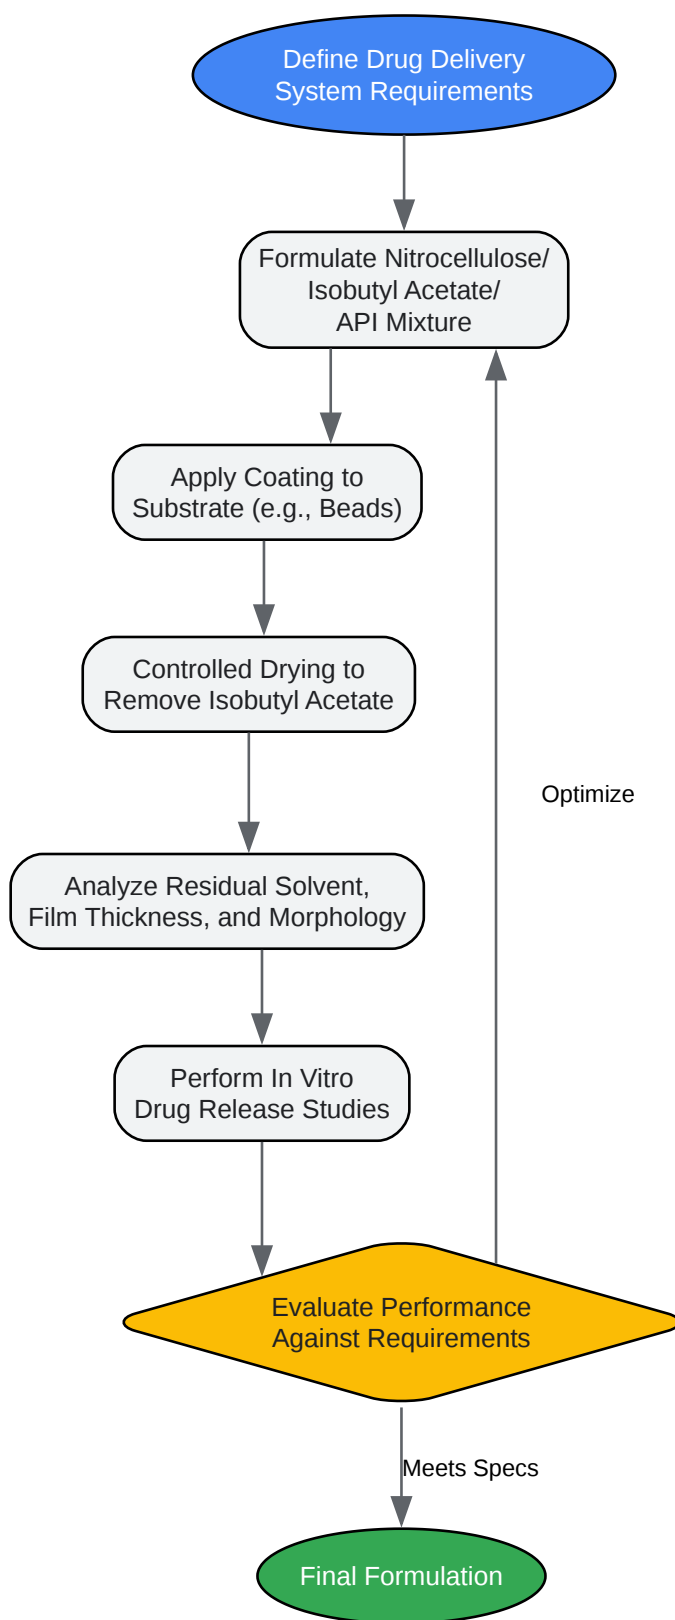 Define Drug Delivery
System Requirements
Formulate Nitrocellulose/
Isobutyl Acetate/
API Mixture
Apply Coating to
Substrate (e.g., Beads)
Controlled Drying to
Remove Isobutyl Acetate
Optimize
Analyze Residual Solvent,
Film Thickness, and Morphology
Perform In Vitro
Drug Release Studies
Evaluate Performance
Against Requirements
Meets Specs
Final Formulation